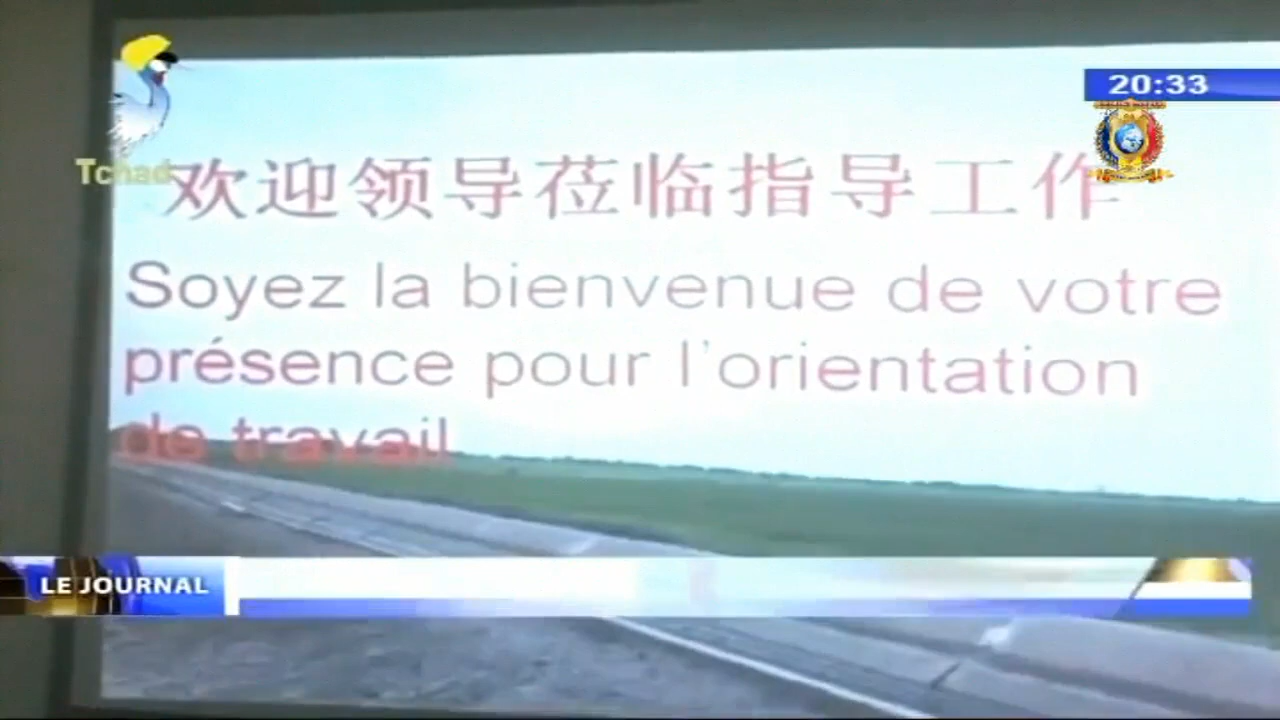 20:33
Tchad
欢迎领导莅临指导工作
Soyez la bienvenue de votre
présence pour l'orientation
de travail
LE JOURNAL